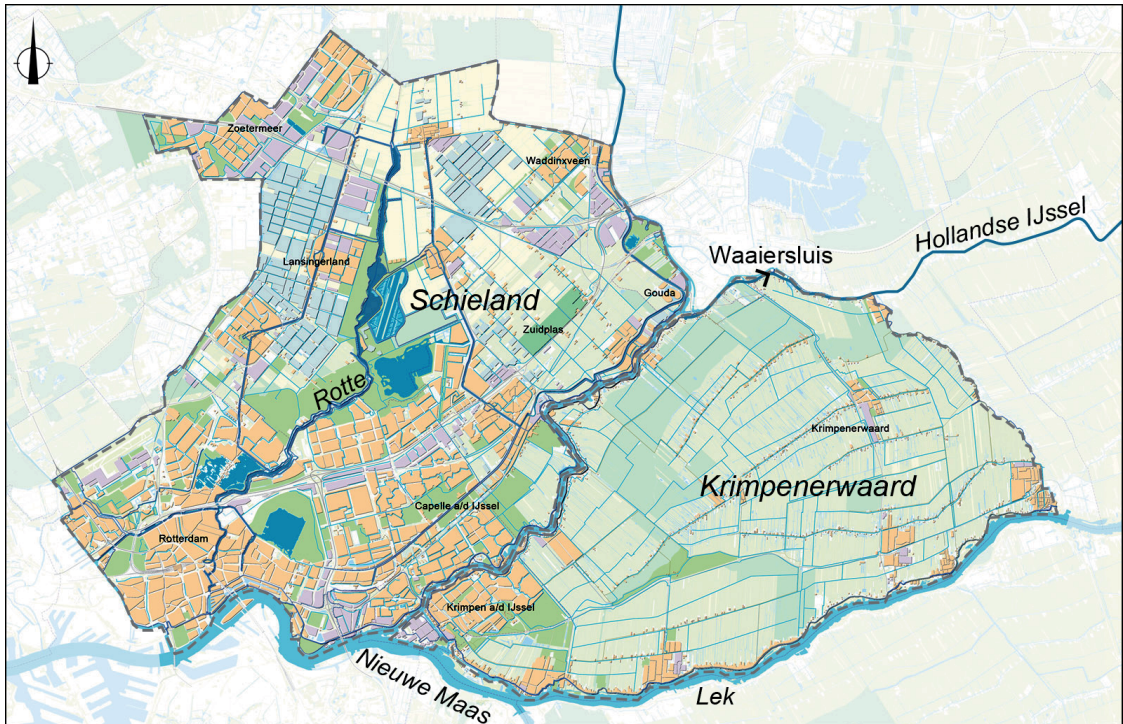 Zoetermeer
Waddinxveen
Hollandse IJssel
Waaiersluis
Lansingerland
Schieland
Gouda
Zuidplas
Rotte
Krimpenerwaard
Krimpenerwaard
Capelle a/d IJssel
Rotterdam
Krimpen a/d IJssel
Nieuwe Maas
Lek